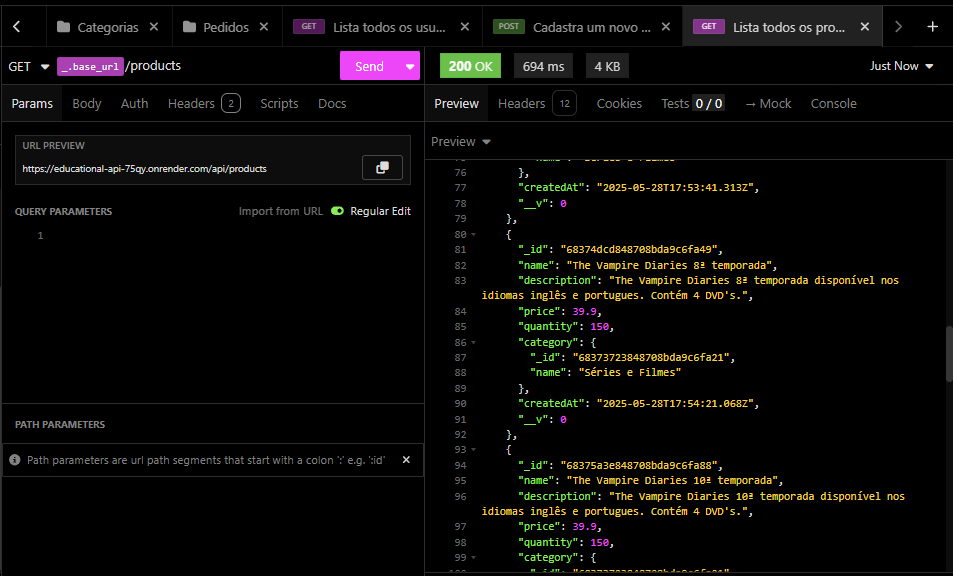 Categorias
Pedidos
GET Lista todos os usu...
POST Cadastra um novo ...
GET Lista todos os pro...
GET _.base_url /products
Send
200 OK 694 ms 4 KB
Just Now
Params Body Auth Headers 2 Scripts Docs
Preview Headers 12 Cookies Tests 0 / 0 → Mock Console
URL PREVIEW
https://educational-api-75qy.onrender.com/api/products
QUERY PARAMETERS
Import from URL Regular Edit
1
PATH PARAMETERS
Path parameters are url path segments that start with a colon ':' e.g. ':id'
Preview
76 },
77 "createdAt": "2025-05-28T17:53:41.313Z",
78 "__v": 0
79 },
80 {
81 "_id": "68374dcd848708bda9c6fa49",
82 "name": "The Vampire Diaries 8ª temporada",
83 "description": "The Vampire Diaries 8ª temporada disponível nos
idiomas inglês e portugues. Contém 4 DVD's.",
84 "price": 39.9,
85 "quantity": 150,
86 "category": {
87 "_id": "68373723848708bda9c6fa21",
88 "name": "Séries e Filmes"
89 },
90 "createdAt": "2025-05-28T17:54:21.068Z",
91 "__v": 0
92 },
93 {
94 "_id": "68375a3e848708bda9c6fa88",
95 "name": "The Vampire Diaries 10ª temporada",
96 "description": "The Vampire Diaries 10ª temporada disponível nos
idiomas inglês e portugues. Contém 4 DVD's.",
97 "price": 39.9,
98 "quantity": 150,
99 "category": {